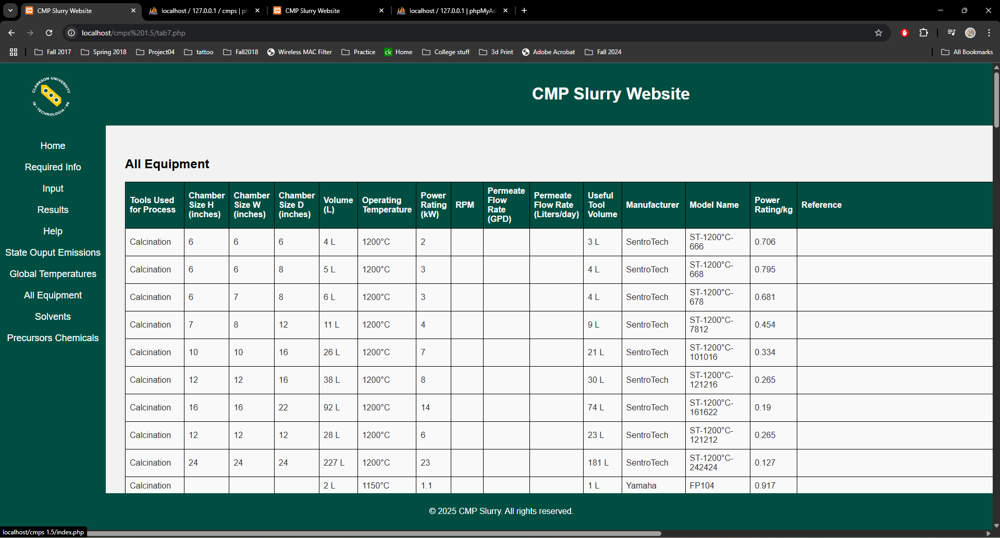 CMP Slurry Website
localhost / 127.0.0.1 / cmps | ph
CMP Slurry Website
localhost / 127.0.0.1 | phpMyAd
localhost/cmps%201.5/tab7.php
Fall 2017
Spring 2018
Project04
tattoo
Fall2018
Wireless MAC Filter
Practice
ck Home
College stuff
3d Print
Adobe Acrobat
Fall 2024
All Bookmarks
CLARKSON UNIVERSITY
18 • TECHNOLOGIA • 96
CMP Slurry Website
Home
Required Info
Input
Results
Help
State Ouput Emissions
Global Temperatures
All Equipment
Solvents
Precursors Chemicals
All Equipment
Tools Used
for Process
Chamber
Size H
(inches)
Chamber
Size W
(inches)
Chamber
Size D
(inches)
Volume
(L)
Operating
Temperature
Power
Rating
(kW)
RPM
Permeate
Flow
Rate
(GPD)
Permeate
Flow Rate
(Liters/day)
Useful
Tool
Volume
Manufacturer
Model Name
Power
Rating/kg
Reference
Calcination 6 6 6 4 L 1200°C 2 3 L SentroTech ST-1200°C-
666 0.706
Calcination 6 6 8 5 L 1200°C 3 4 L SentroTech ST-1200°C-
668 0.795
Calcination 6 7 8 6 L 1200°C 3 4 L SentroTech ST-1200°C-
678 0.681
Calcination 7 8 12 11 L 1200°C 4 9 L SentroTech ST-1200°C-
7812 0.454
Calcination 10 10 16 26 L 1200°C 7 21 L SentroTech ST-1200°C-
101016 0.334
Calcination 12 12 16 38 L 1200°C 8 30 L SentroTech ST-1200°C-
121216 0.265
Calcination 16 16 22 92 L 1200°C 14 74 L SentroTech ST-1200°C-
161622 0.19
Calcination 12 12 12 28 L 1200°C 6 23 L SentroTech ST-1200°C-
121212 0.265
Calcination 24 24 24 227 L 1200°C 23 181 L SentroTech ST-1200°C-
242424 0.127
Calcination 2 L 1150°C 1.1 1 L Yamaha FP104 0.917
© 2025 CMP Slurry. All rights reserved.
localhost/cmps 1.5/index.php